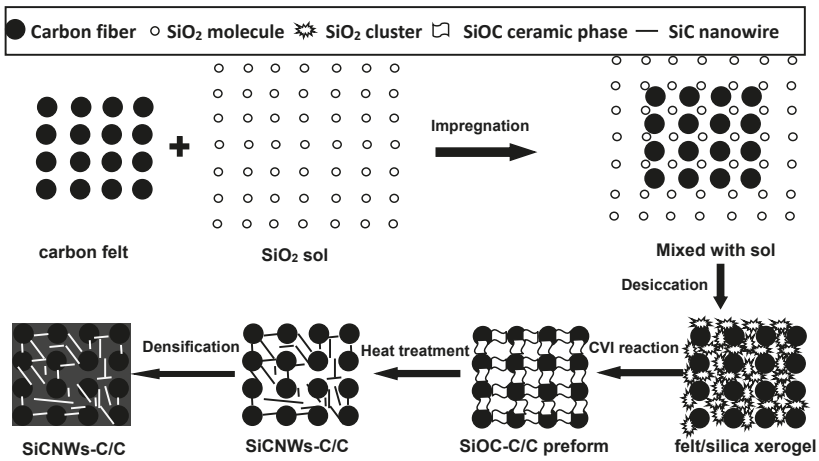 Carbon fiber SiO₂ molecule SiO₂ cluster SiOC ceramic phase SiC nanowire
Impregnation
carbon felt
SiO₂ sol
Mixed with sol
Desiccation
CVI reaction
Heat treatment
Densification
SiCNWs-C/C
SiCNWs-C/C
SiOC-C/C preform
felt/silica xerogel